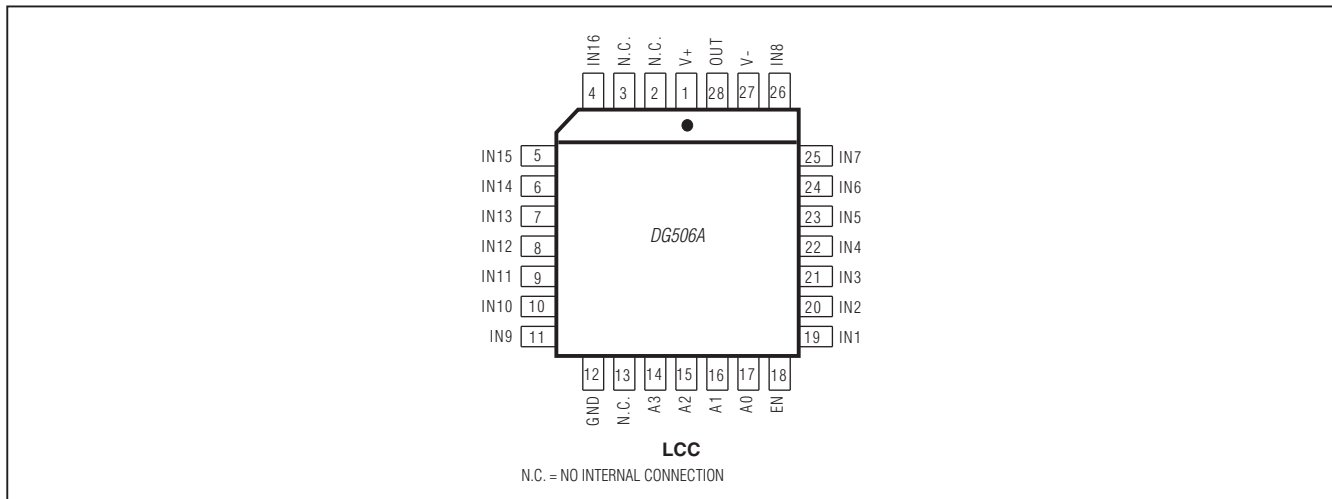 IN16 N.C. N.C. V+ OUT V- IN8
4 3 2 1 28 27 26
IN15 5 25 IN7
IN14 6 24 IN6
IN13 7 23 IN5
IN12 8 22 IN4
DG506A
IN11 9 21 IN3
IN10 10 20 IN2
IN9 11 19 IN1
12 13 14 15 16 17 18
GND N.C. A3 A2 A1 A0 EN
LCC
N.C. = NO INTERNAL CONNECTION